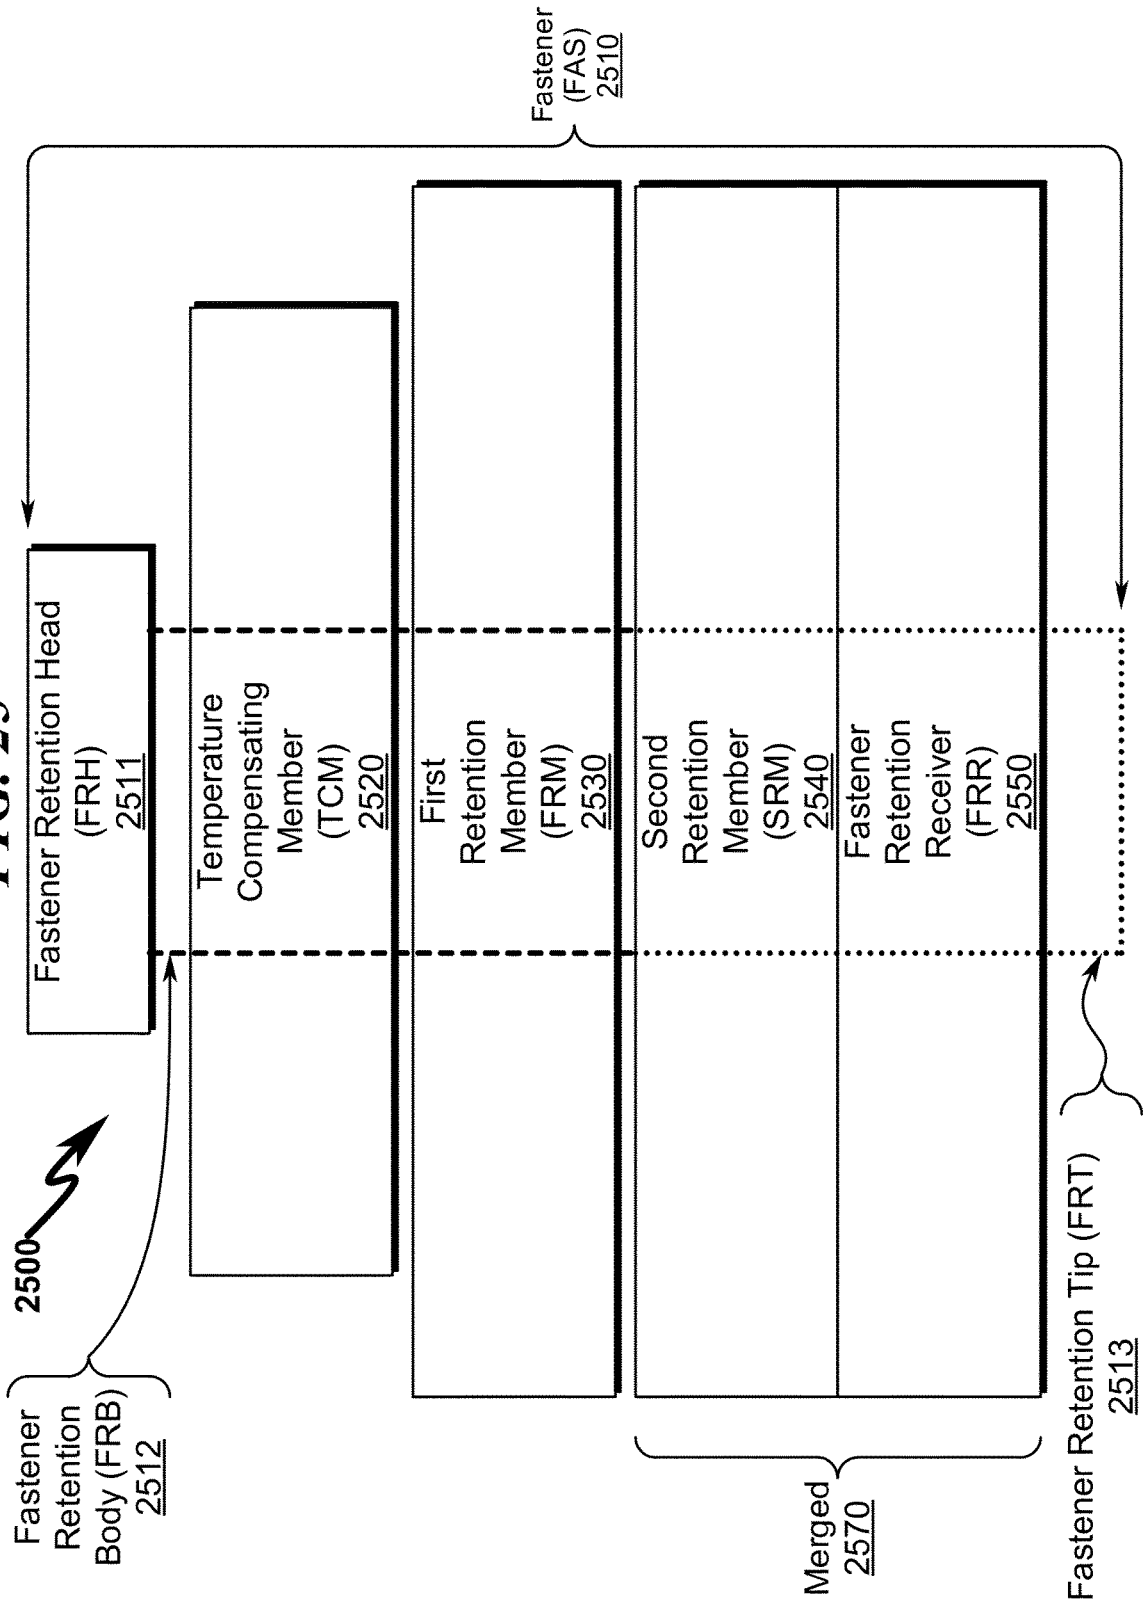 2500
Fastener
Retention
Body (FRB)
2512
Fastener Retention Head
(FRH)
2511
Temperature
Compensating
Member
(TCM)
2520
First
Retention
Member
(FRM)
2530
Second
Retention
Member
(SRM)
2540
Fastener
Retention
Receiver
(FRR)
2550
Fastener
(FAS)
2510
Merged
2570
Fastener Retention Tip (FRT)
2513